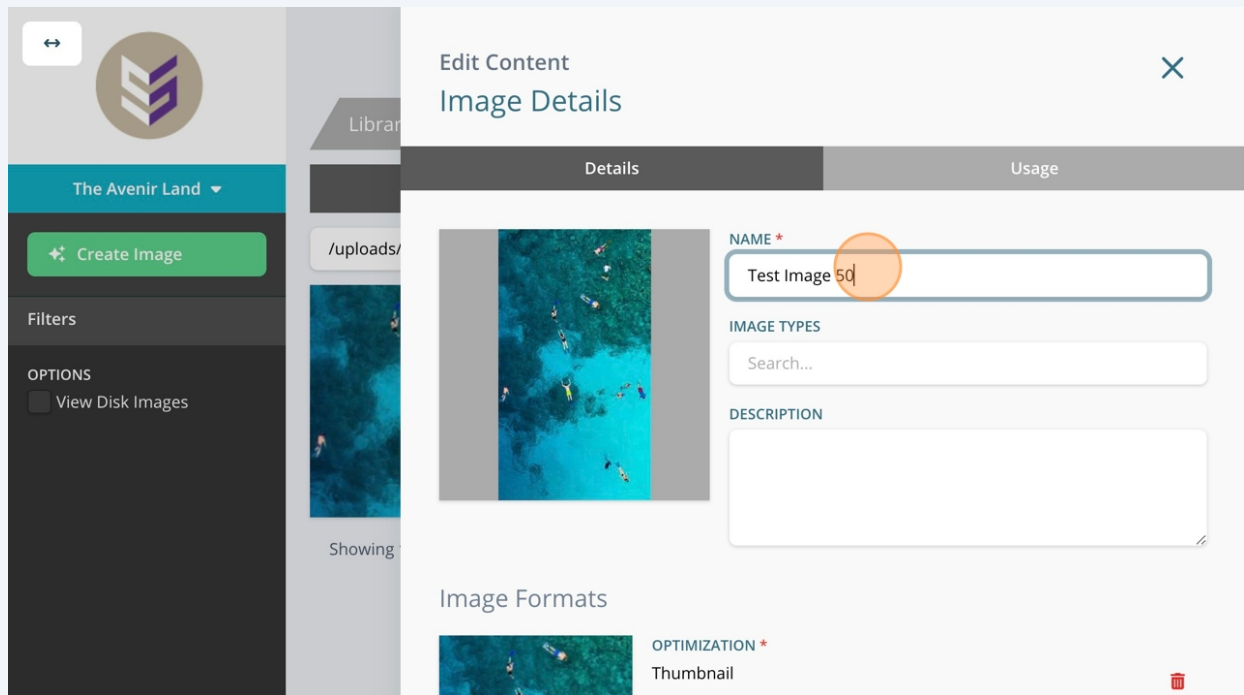 The Avenir Land
Create Image
Filters
OPTIONS
View Disk Images
/uploads/
Showing
Edit Content
Image Details
Details
Usage
NAME *
Test Image 50
IMAGE TYPES
Search...
DESCRIPTION
Image Formats
OPTIMIZATION *
Thumbnail